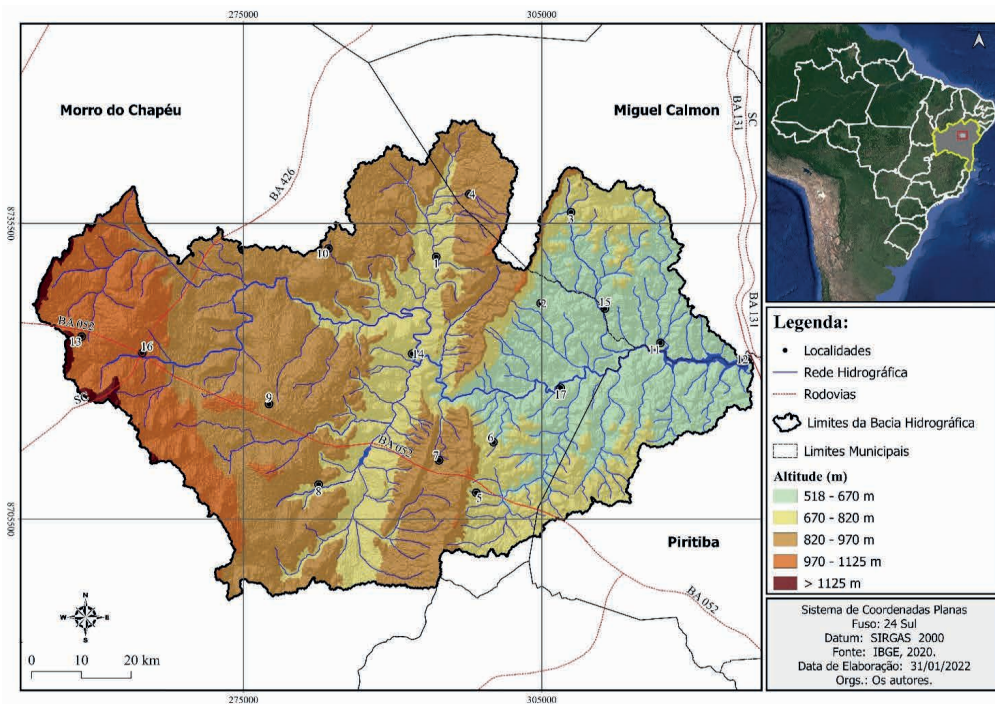 275000
305000
Morro do Chapéu
Miguel Calmon
BA 131
SC
BA 426
8735500
8735500
4
3
10
1
2
15
BA 131
BA 052
13
16
14
11
12
17
9
SC
6
BA 052
7
8
5
8705500
8705500
Piritiba
BA 052
N
W
E
S
0
10
20 km
275000
305000
Legenda:
Localidades
Rede Hidrográfica
Rodovias
Limites da Bacia Hidrográfica
Limites Municipais
Altitude (m)
518 - 670 m
670 - 820 m
820 - 970 m
970 - 1125 m
> 1125 m
Sistema de Coordenadas Planas
Fuso: 24 Sul
Datum: SIRGAS 2000
Fonte: IBGE, 2020.
Data de Elaboração: 31/01/2022
Orgs.: Os autores.